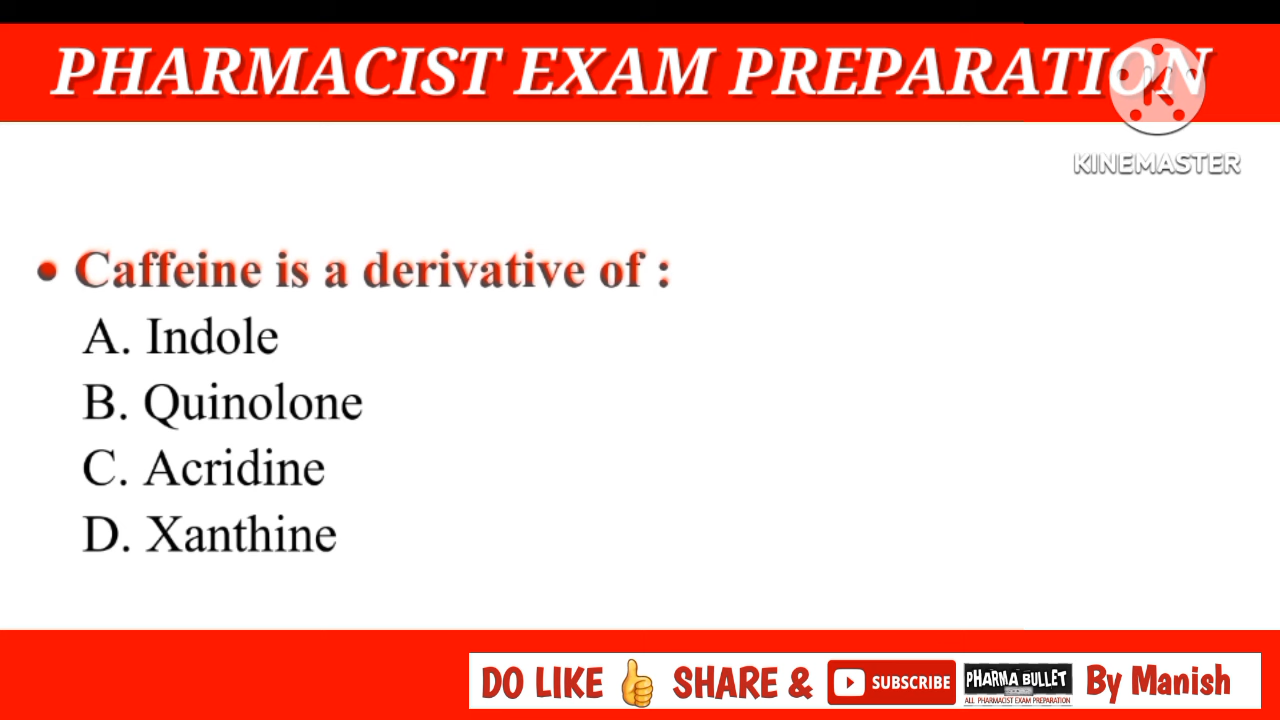 PHARMACIST EXAM PREPARATION
KINEMASTER
• Caffeine is a derivative of :
A. Indole
B. Quinolone
C. Acridine
D. Xanthine
DO LIKE 👍 SHARE & SUBSCRIBE PHARMA BULLET By Manish
ALL PHARMACIST EXAM PREPARATION